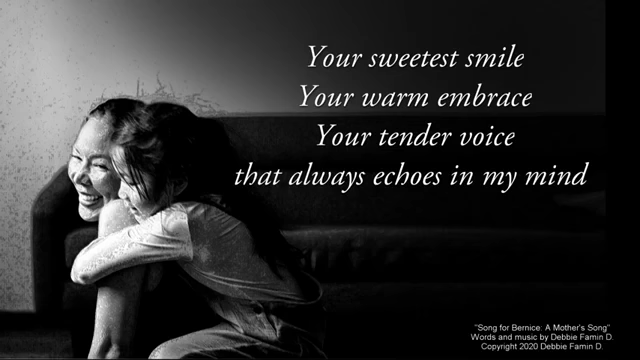 Your sweetest smile
Your warm embrace
Your tender voice
that always echoes in my mind
"Song for Bernice: A Mother's Song"
Words and music by Debbie Famin D.
Copyright 2020 Debbie Famin D.